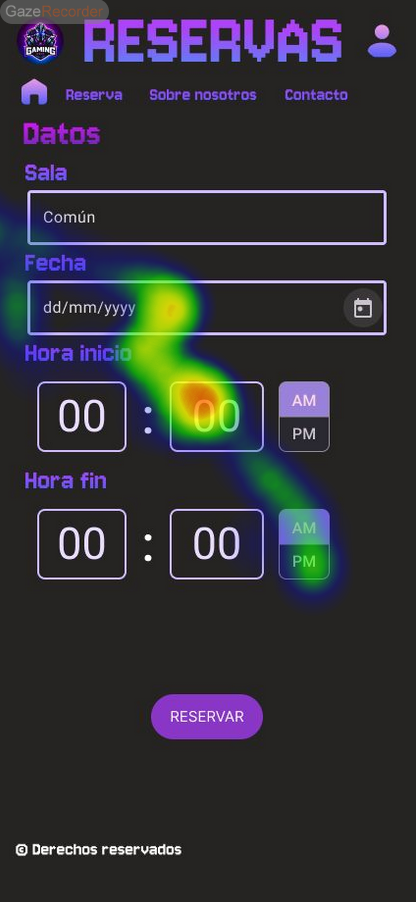 GazeRecorder
GAMING
RESERVAS
Reserva Sobre nosotros Contacto
Datos
Sala
Común
Fecha
dd/mm/yyyy
Hora inicio
00 : 00 AM
PM
Hora fin
00 : 00 AM
PM
RESERVAR
© Derechos reservados